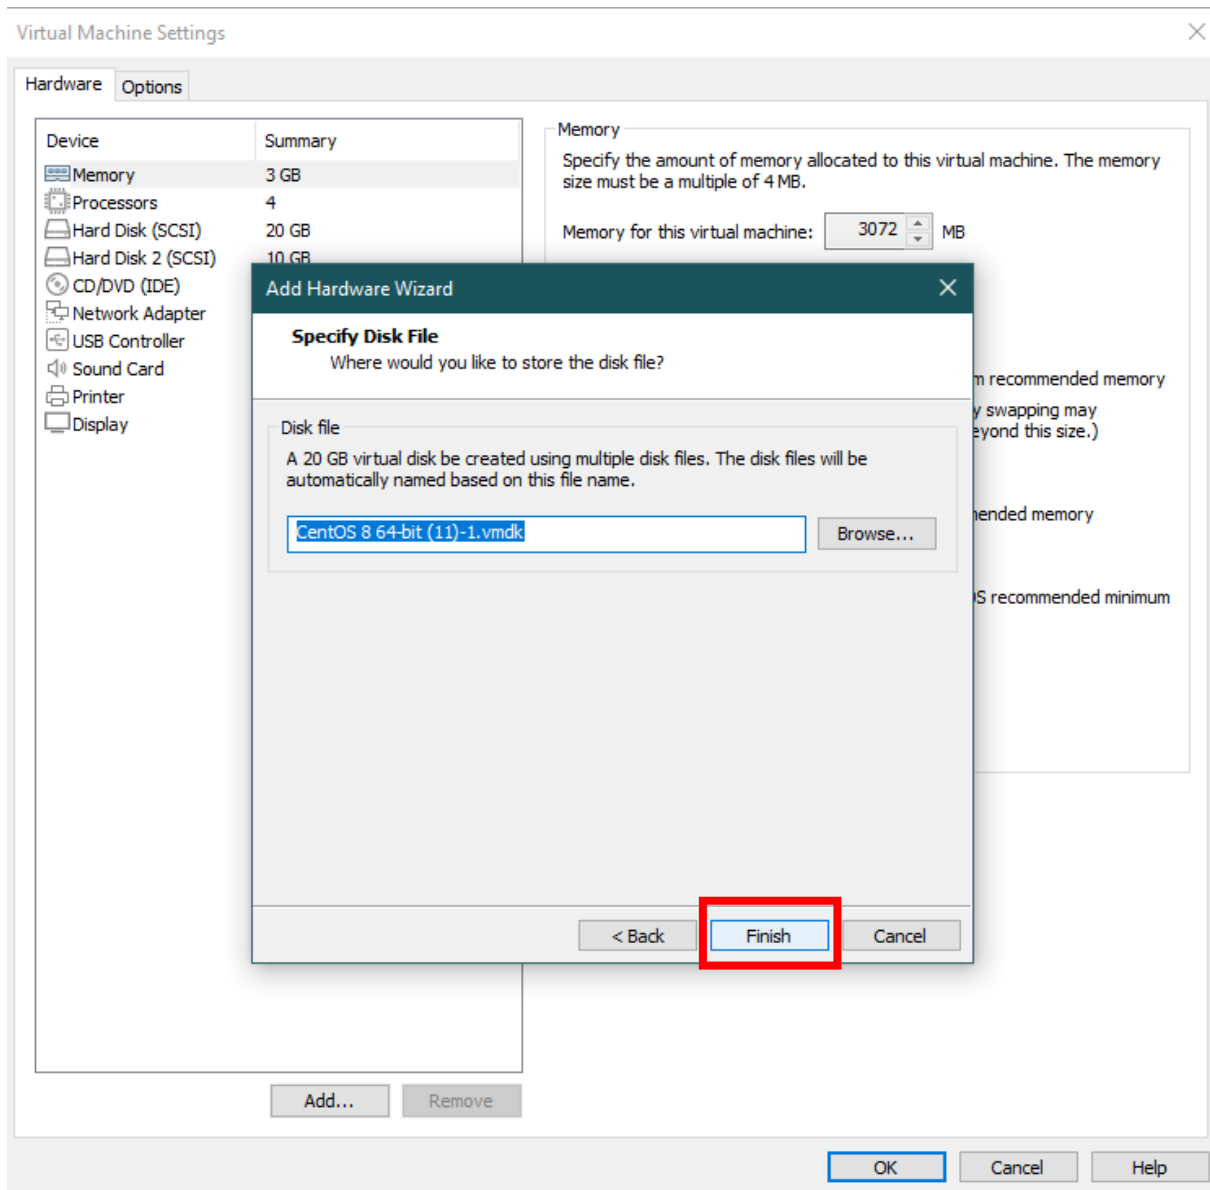 Virtual Machine Settings
Hardware Options
Device Summary
Memory 3 GB
Processors 4
Hard Disk (SCSI) 20 GB
Hard Disk 2 (SCSI) 10 GB
CD/DVD (IDE)
Network Adapter
USB Controller
Sound Card
Printer
Display
Memory
Specify the amount of memory allocated to this virtual machine. The memory
size must be a multiple of 4 MB.
Memory for this virtual machine: 3072 MB
recommended memory
swapping may
this size.)
memory
recommended minimum
Add Hardware Wizard
Specify Disk File
Where would you like to store the disk file?
Disk file
A 20 GB virtual disk be created using multiple disk files. The disk files will be
automatically named based on this file name.
CentOS 8 64-bit (11)-1.vmdk Browse...
< Back Finish Cancel
Add... Remove
OK Cancel Help